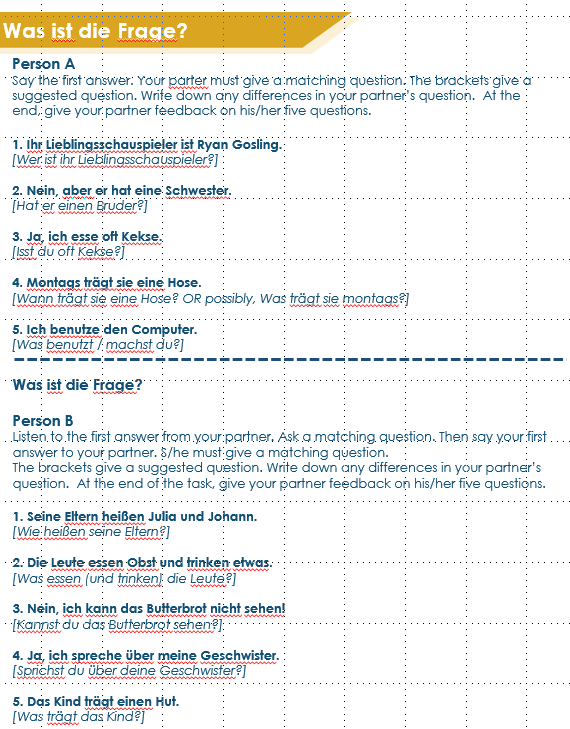 Was ist die Frage?
Person A
Say the first answer. Your parter must give a matching question. The brackets give a
suggested question. Write down any differences in your partner's question.  At the
end, give your partner feedback on his/her five questions.
1. Ihr Lieblingsschauspieler ist Ryan Gosling.
[Wer ist ihr Lieblingsschauspieler?]
2. Nein, aber er hat eine Schwester.
[Hat er einen Bruder?]
3. Ja, ich esse oft Kekse.
[Isst du oft Kekse?]
4. Montags trägt sie eine Hose.
[Wann trägt sie eine Hose? OR possibly, Was trägt sie montags?]
5. Ich benutze den Computer.
[Was benutzt / machst du?]
Was ist die Frage?
Person B
Listen to the first answer from your partner. Ask a matching question. Then say your first
answer to your partner. S/he must give a matching question.
The brackets give a suggested question. Write down any differences in your partner's
question.  At the end of the task, give your partner feedback on his/her five questions.
1. Seine Eltern heißen Julia und Johann.
[Wie heißen seine Eltern?]
2. Die Leute essen Obst und trinken etwas.
[Was essen (und trinken) die Leute?]
3. Nein, ich kann das Butterbrot nicht sehen!
[Kannst du das Butterbrot sehen?]
4. Ja, ich spreche über meine Geschwister.
[Sprichst du über deine Geschwister?]
5. Das Kind trägt einen Hut.
[Was trägt das Kind?]